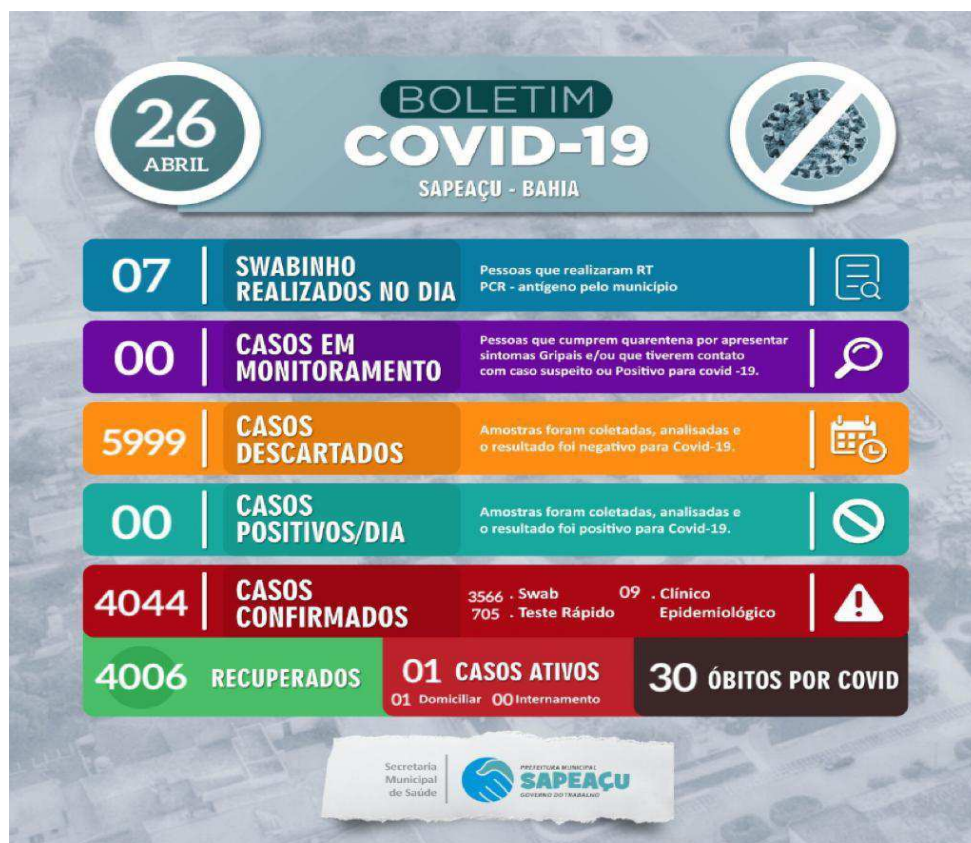 26
ABRIL
BOLETIM
COVID-19
SAPEAÇU - BAHIA
07
SWABINHO
REALIZADOS NO DIA
Pessoas que realizaram RT
PCR - antígeno pelo município
00
CASOS EM
MONITORAMENTO
Pessoas que cumprem quarentena por apresentar
sintomas Gripais e/ou que tiverem contato
com caso suspeito ou Positivo para covid -19.
5999
CASOS
DESCARTADOS
Amostras foram coletadas, analisadas e
o resultado foi negativo para Covid-19.
00
CASOS
POSITIVOS/DIA
Amostras foram coletadas, analisadas e
o resultado foi positivo para Covid-19.
4044
CASOS
CONFIRMADOS
3566 . Swab
705 . Teste Rápido
09 . Clínico
Epidemiológico
4006 RECUPERADOS
01 CASOS ATIVOS
01 Domiciliar 00 Internamento
30 ÓBITOS POR COVID
Secretaria
Municipal
de Saúde
PREFEITURA MUNICIPAL
SAPEAÇU
GOVERNO DO TRABALHO